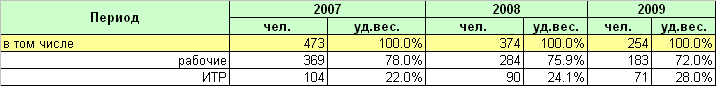 Период 2007 2008 2009
чел. уд.вес. чел. уд.вес. чел. уд.вес.
в том числе 473 100.0% 374 100.0% 254 100.0%
рабочие 369 78.0% 284 75.9% 183 72.0%
ИТР 104 22.0% 90 24.1% 71 28.0%